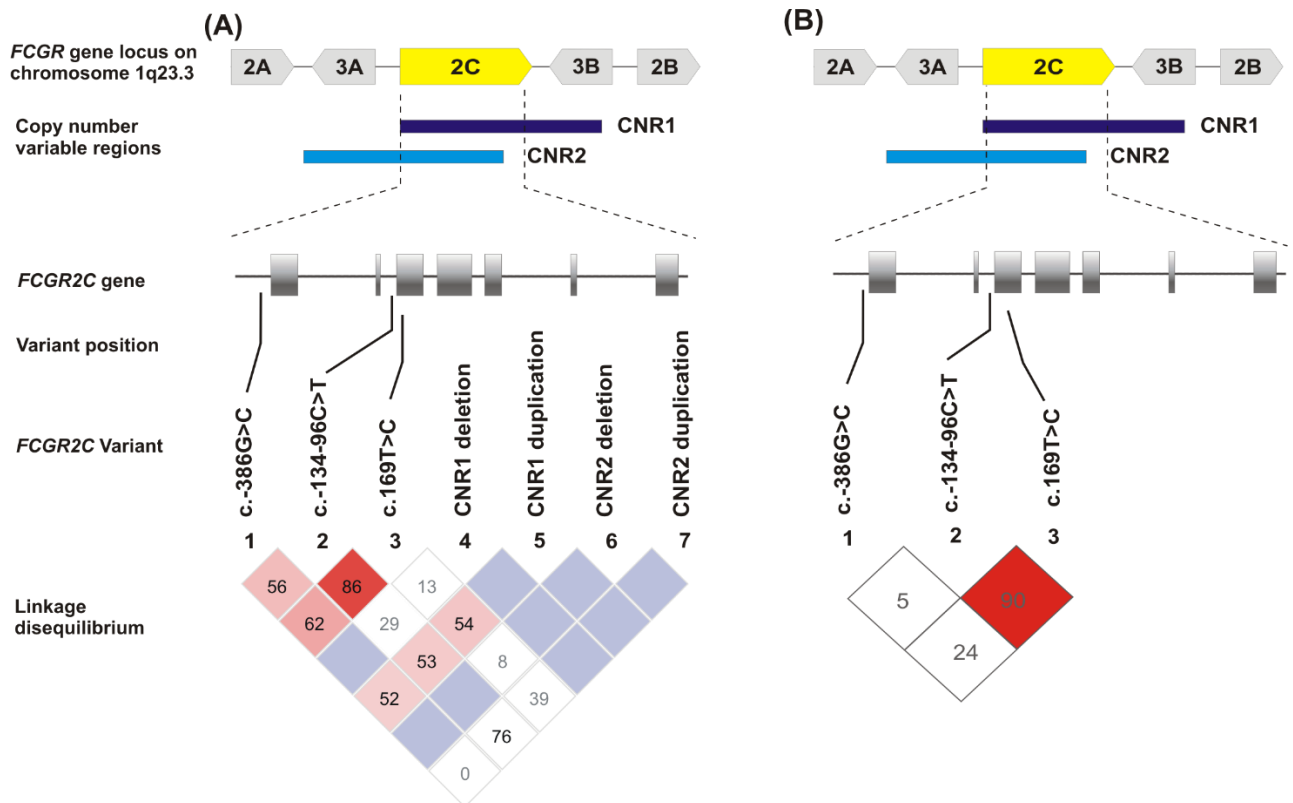 (A)
FCGR gene locus on
chromosome 1q23.3
2A 3A 2C 3B 2B
Copy number
variable regions
CNR1
CNR2
FCGR2C gene
Variant position
FCGR2C Variant
c.-386G>C
c.-134-96C>T
c.169T>C
CNR1 deletion
CNR1 duplication
CNR2 deletion
CNR2 duplication
1 2 3 4 5 6 7
Linkage
disequilibrium
56 86 13
62 29 54
53 8
52 39
76
0
(B)
2A 3A 2C 3B 2B
CNR1
CNR2
c.-386G>C
c.-134-96C>T
c.169T>C
1 2 3
5 90
24